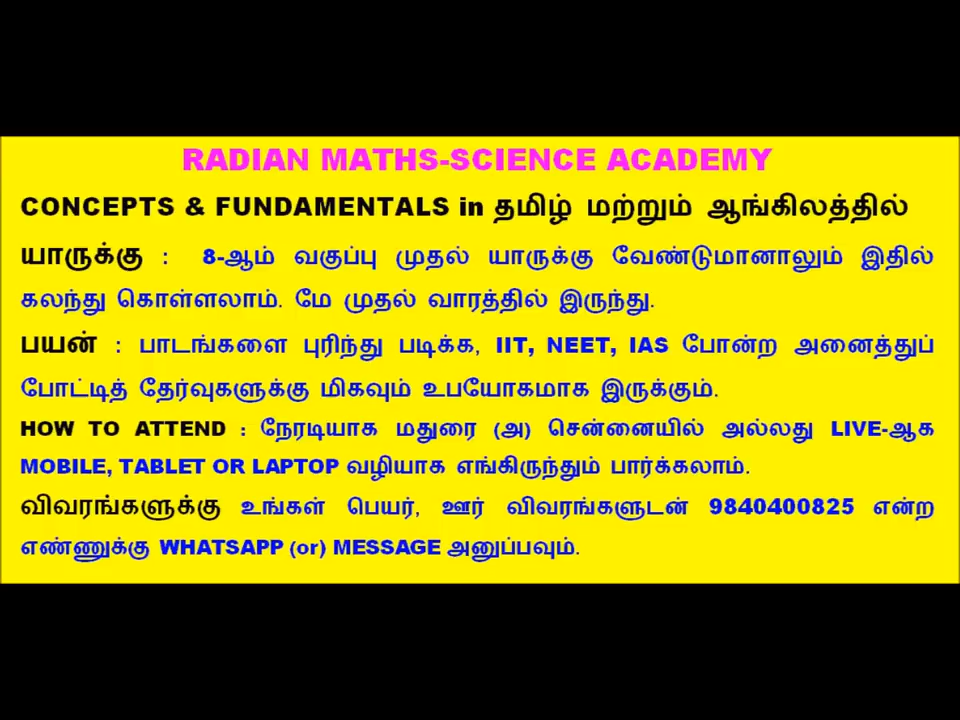 RADIAN MATHS-SCIENCE ACADEMY
CONCEPTS & FUNDAMENTALS in தமிழ் மற்றும் ஆங்கிலத்தில்
யாருக்கு : 8-ஆம் வகுப்பு முதல் யாருக்கு வேண்டுமானாலும் இதில்
கலந்து கொள்ளலாம். மே முதல் வாரத்தில் இருந்து.
பயன் : பாடங்களை புரிந்து படிக்க, IIT, NEET, IAS போன்ற அனைத்துப்
போட்டித் தேர்வுகளுக்கு மிகவும் உபயோகமாக இருக்கும்.
HOW TO ATTEND : நேரடியாக மதுரை (அ) சென்னையில் அல்லது LIVE-ஆக
MOBILE, TABLET OR LAPTOP வழியாக எங்கிருந்தும் பார்க்கலாம்.
விவரங்களுக்கு உங்கள் பெயர், ஊர் விவரங்களுடன் 9840400825 என்ற
எண்ணுக்கு WHATSAPP (or) MESSAGE அனுப்பவும்.